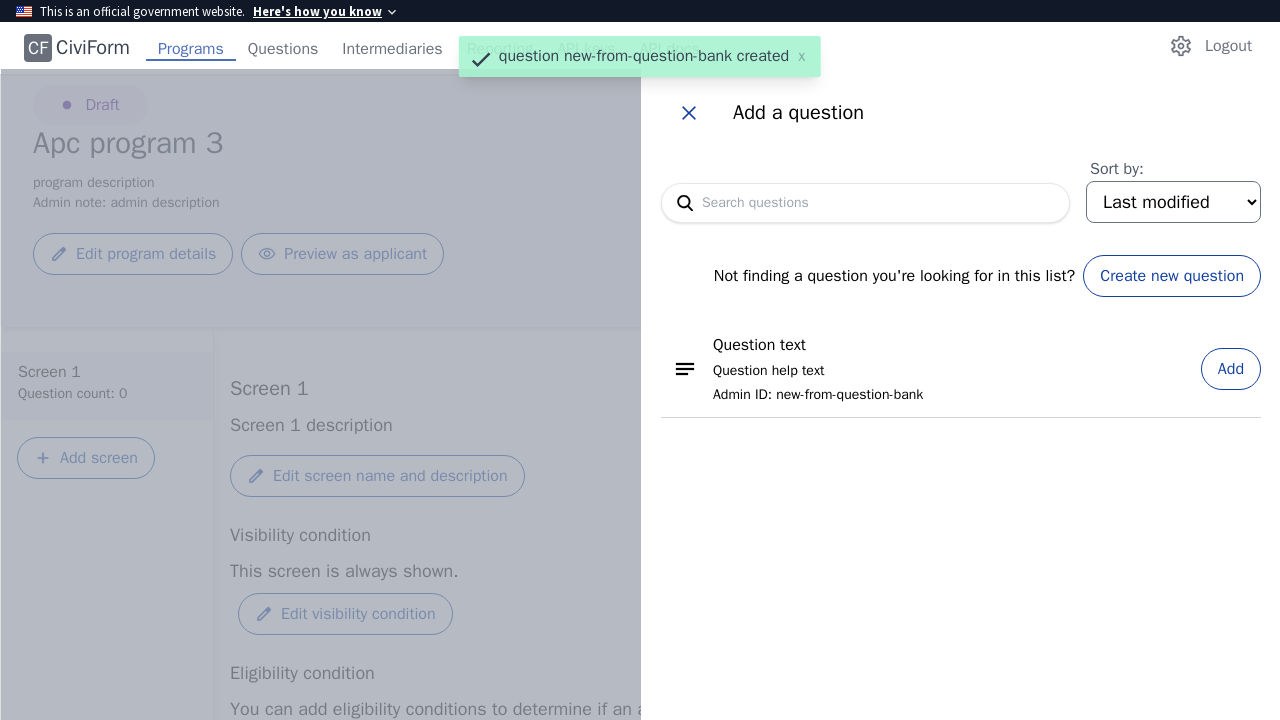 This is an official government website. Here's how you know
CF CiviForm Programs Questions Intermediaries Logout
question new-from-question-bank created x
Draft
Apc program 3
program description
Admin note: admin description
Edit program details Preview as applicant
Screen 1
Question count: 0
Add screen
Screen 1
Screen 1 description
Edit screen name and description
Visibility condition
This screen is always shown.
Edit visibility condition
Eligibility condition
You can add eligibility conditions to determine if an a
Add a question
Sort by:
Search questions Last modified
Not finding a question you're looking for in this list? Create new question
Question text
Question help text
Admin ID: new-from-question-bank
Add